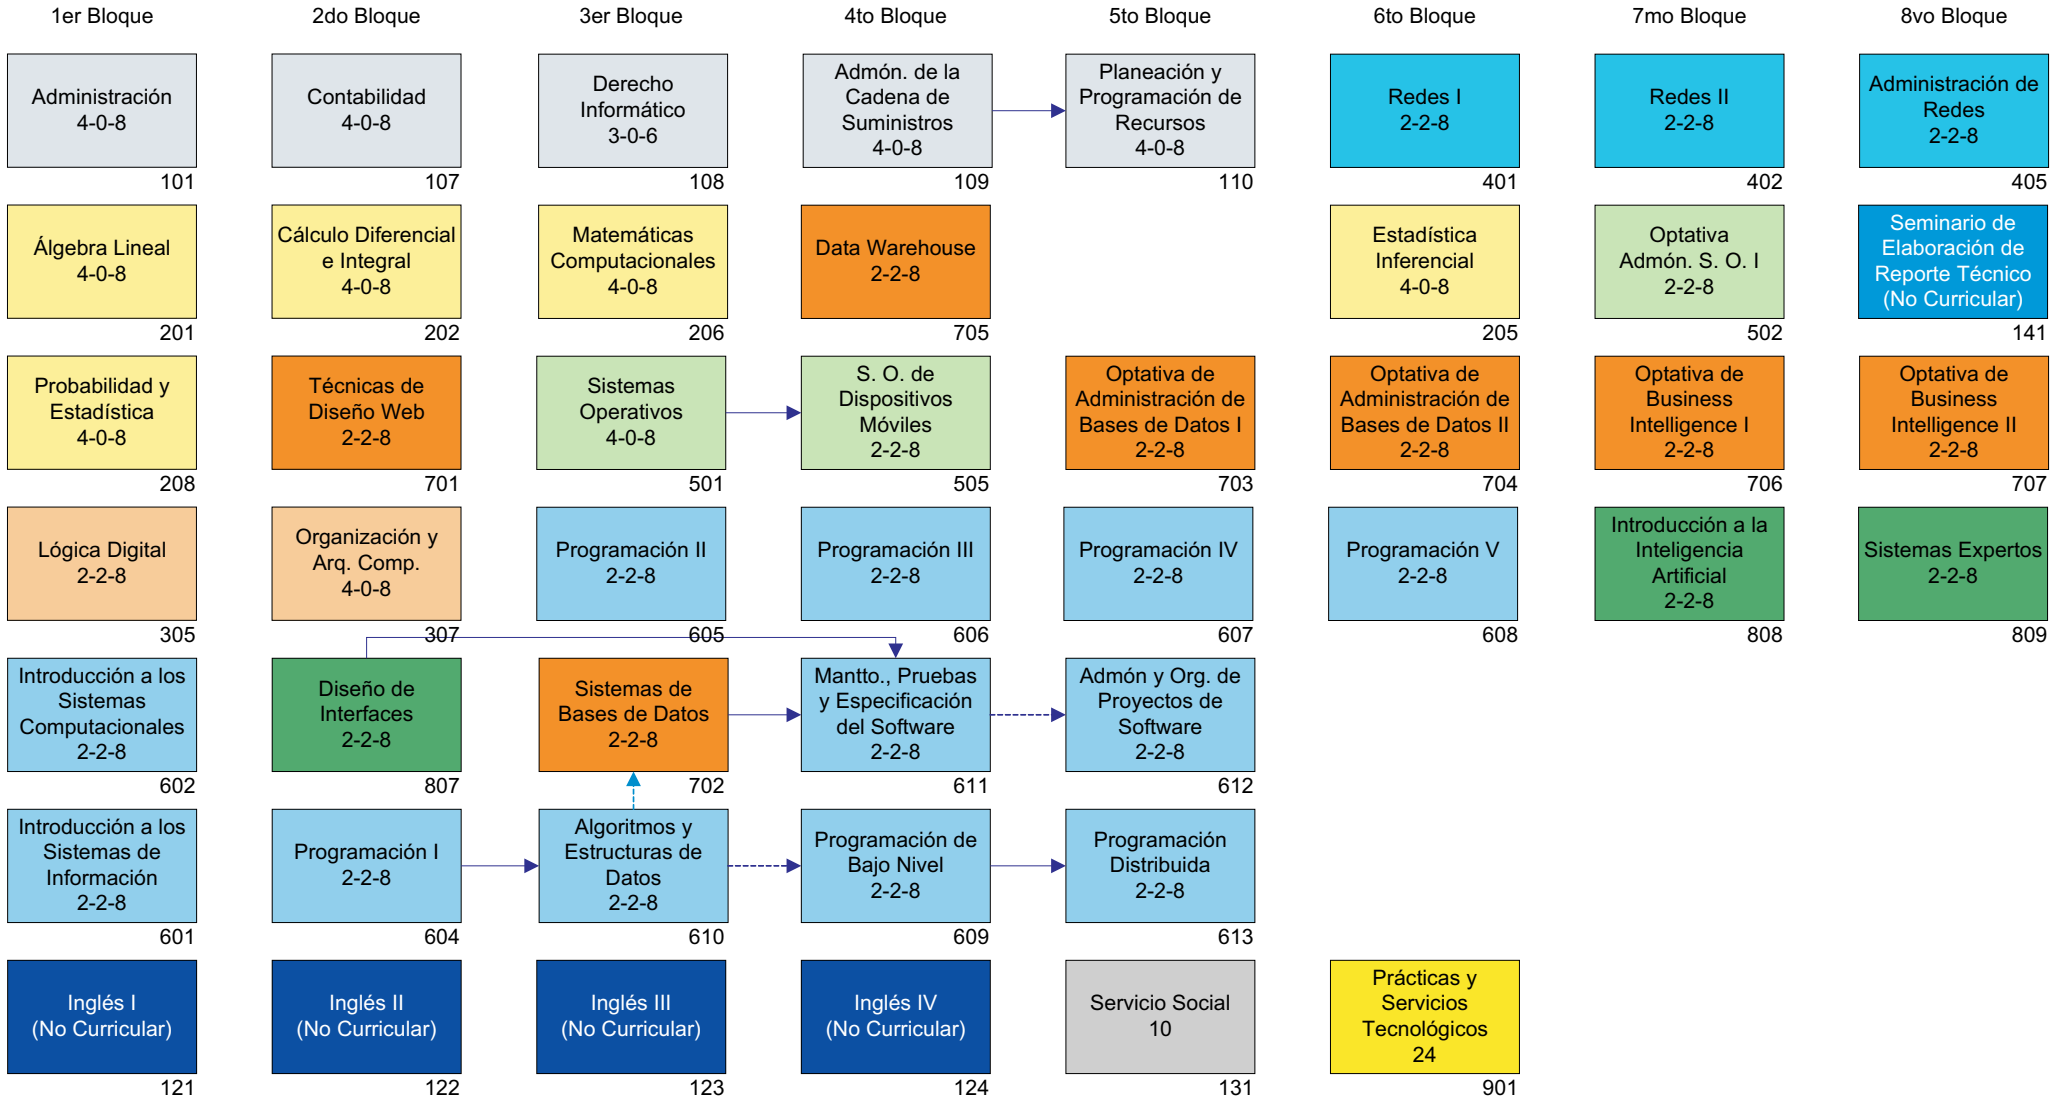 1er Bloque
2do Bloque
3er Bloque
4to Bloque
5to Bloque
6to Bloque
7mo Bloque
8vo Bloque
Administración
4-0-8
101
Contabilidad
4-0-8
107
Derecho
Informático
3-0-6
108
Admón. de la
Cadena de
Suministros
4-0-8
109
Planeación y
Programación de
Recursos
4-0-8
110
Redes I
2-2-8
401
Redes II
2-2-8
402
Administración de
Redes
2-2-8
405
Álgebra Lineal
4-0-8
201
Cálculo Diferencial
e Integral
4-0-8
202
Matemáticas
Computacionales
4-0-8
206
Data Warehouse
2-2-8
705
Estadística
Inferencial
4-0-8
205
Optativa
Admón. S. O. I
2-2-8
502
Seminario de
Elaboración de
Reporte Técnico
(No Curricular)
141
Probabilidad y
Estadística
4-0-8
208
Técnicas de
Diseño Web
2-2-8
701
Sistemas
Operativos
4-0-8
501
S. O. de
Dispositivos
Móviles
2-2-8
505
Optativa de
Administración de
Bases de Datos I
2-2-8
703
Optativa de
Administración de
Bases de Datos II
2-2-8
704
Optativa de
Business
Intelligence I
2-2-8
706
Optativa de
Business
Intelligence II
2-2-8
707
Lógica Digital
2-2-8
305
Organización y
Arq. Comp.
4-0-8
307
Programación II
2-2-8
605
Programación III
2-2-8
606
Programación IV
2-2-8
607
Programación V
2-2-8
608
Introducción a la
Inteligencia
Artificial
2-2-8
808
Sistemas Expertos
2-2-8
809
Introducción a los
Sistemas
Computacionales
2-2-8
602
Diseño de
Interfaces
2-2-8
807
Sistemas de
Bases de Datos
2-2-8
702
Mantto., Pruebas
y Especificación
del Software
2-2-8
611
Admón y Org. de
Proyectos de
Software
2-2-8
612
Introducción a los
Sistemas de
Información
2-2-8
601
Programación I
2-2-8
604
Algoritmos y
Estructuras de
Datos
2-2-8
610
Programación de
Bajo Nivel
2-2-8
609
Programación
Distribuida
2-2-8
613
Inglés I
(No Curricular)
121
Inglés II
(No Curricular)
122
Inglés III
(No Curricular)
123
Inglés IV
(No Curricular)
124
Servicio Social
10
131
Prácticas y
Servicios
Tecnológicos
24
901